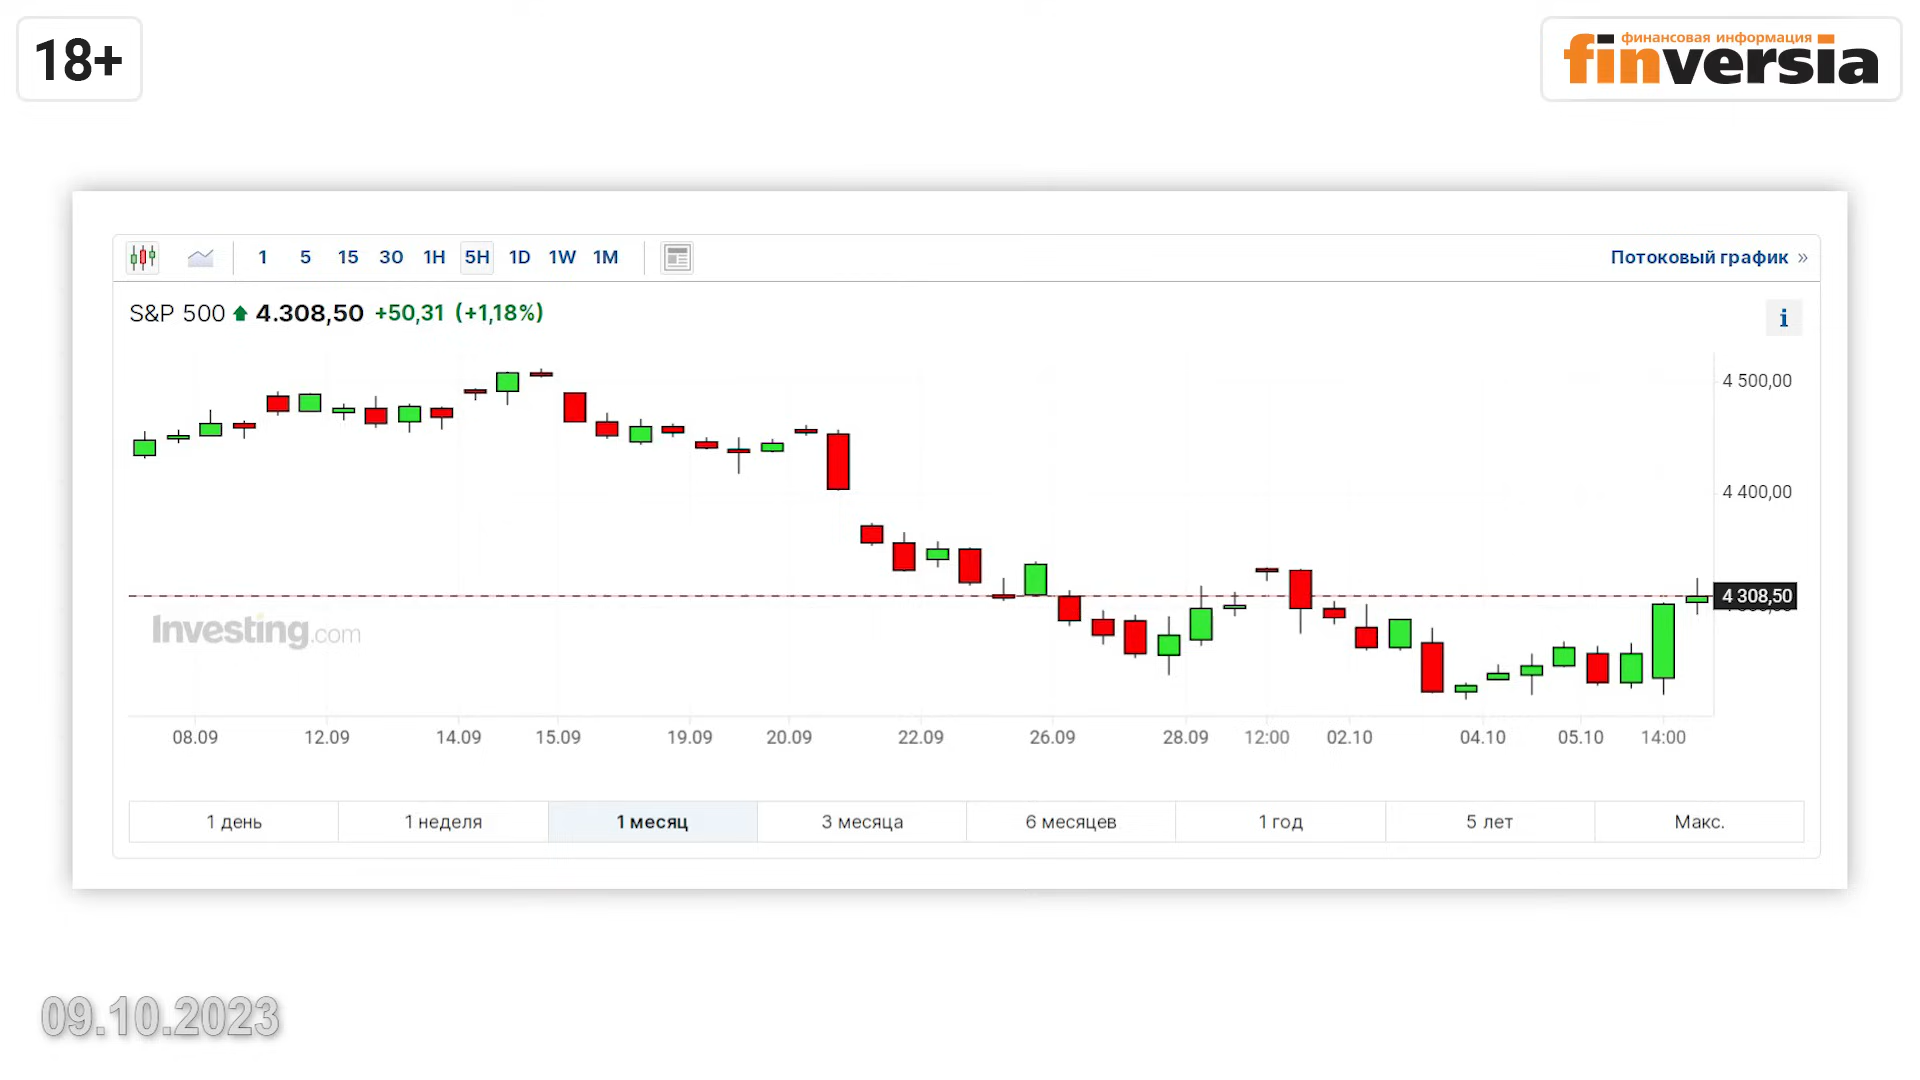 18+
финансовая информация
finversia
1 5 15 30 1H 5H 1D 1W 1M
Потоковый график »
S&P 500 4.308,50 +50,31 (+1,18%)
i
4 500,00
4 400,00
4 308,50
Investing.com
08.09 12.09 14.09 15.09 19.09 20.09 22.09 26.09 28.09 12:00 02.10 04.10 05.10 14:00
1 день 1 неделя 1 месяц 3 месяца 6 месяцев 1 год 5 лет Макс.
09.10.2023